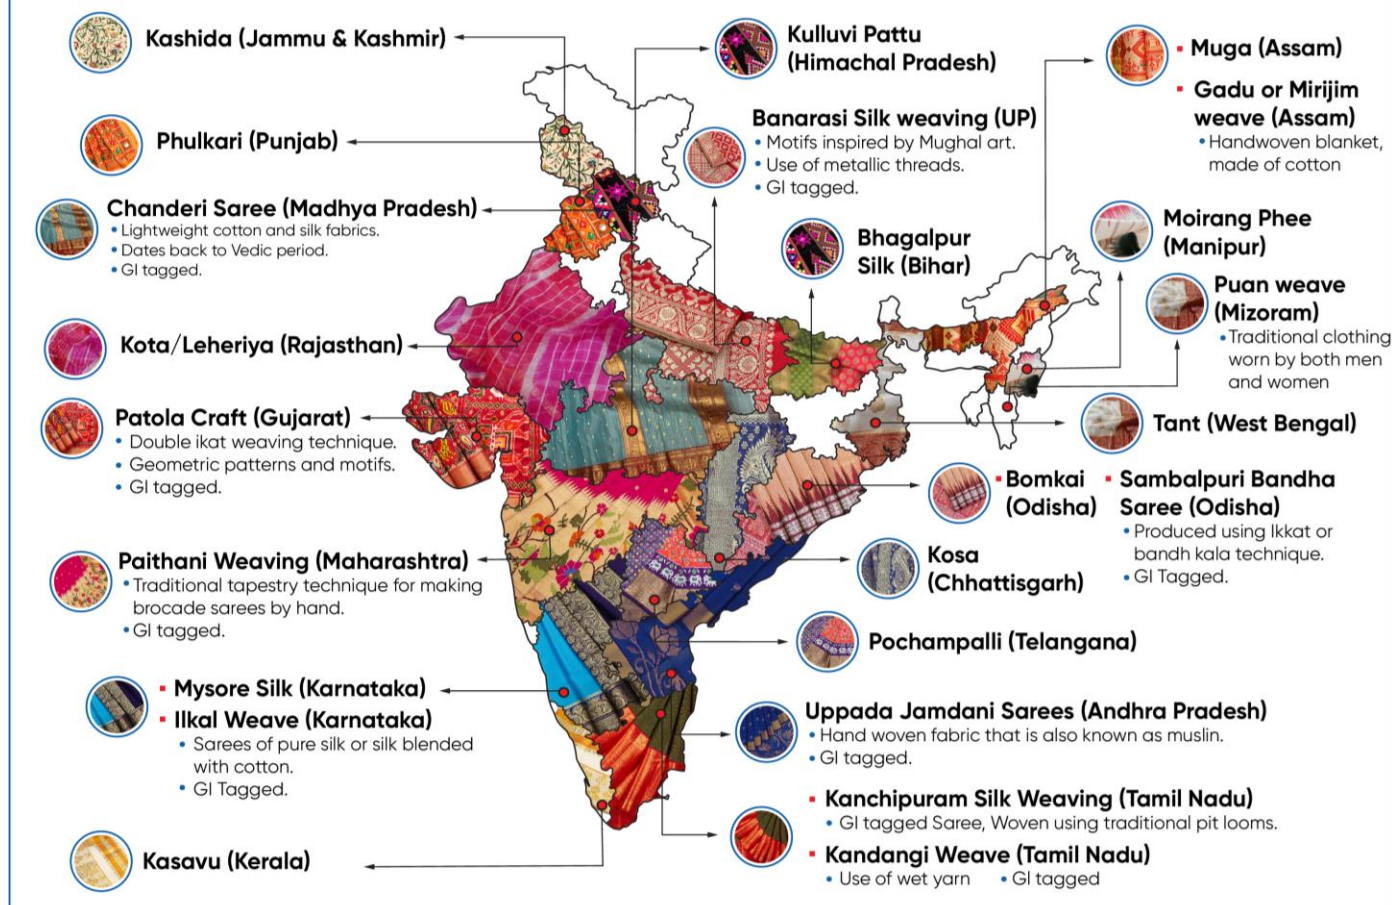 Kashida (Jammu & Kashmir)
Phulkari (Punjab)
Chanderi Saree (Madhya Pradesh)
• Lightweight cotton and silk fabrics.
• Dates back to Vedic period.
• GI tagged.
Kota/Leheriya (Rajasthan)
Patola Craft (Gujarat)
• Double ikat weaving technique.
• Geometric patterns and motifs.
• GI tagged.
Paithani Weaving (Maharashtra)
• Traditional tapestry technique for making
brocade sarees by hand.
• GI tagged.
▪ Mysore Silk (Karnataka)
▪ Ilkal Weave (Karnataka)
• Sarees of pure silk or silk blended
with cotton.
• GI Tagged.
Kasavu (Kerala)
Kulluvi Pattu
(Himachal Pradesh)
Banarasi Silk weaving (UP)
• Motifs inspired by Mughal art.
• Use of metallic threads.
• GI tagged.
Bhagalpur
Silk (Bihar)
▪ Muga (Assam)
▪ Gadu or Mirijim
weave (Assam)
• Handwoven blanket,
made of cotton
Moirang Phee
(Manipur)
Puan weave
(Mizoram)
• Traditional clothing
worn by both men
and women
Tant (West Bengal)
▪ Bomkai
(Odisha)
▪ Sambalpuri Bandha
Saree (Odisha)
• Produced using Ikkat or
bandh kala technique.
• GI Tagged.
Kosa
(Chhattisgarh)
Pochampalli (Telangana)
Uppada Jamdani Sarees (Andhra Pradesh)
• Hand woven fabric that is also known as muslin.
• GI tagged.
▪ Kanchipuram Silk Weaving (Tamil Nadu)
• GI tagged Saree, Woven using traditional pit looms.
▪ Kandangi Weave (Tamil Nadu)
• Use of wet yarn • GI tagged